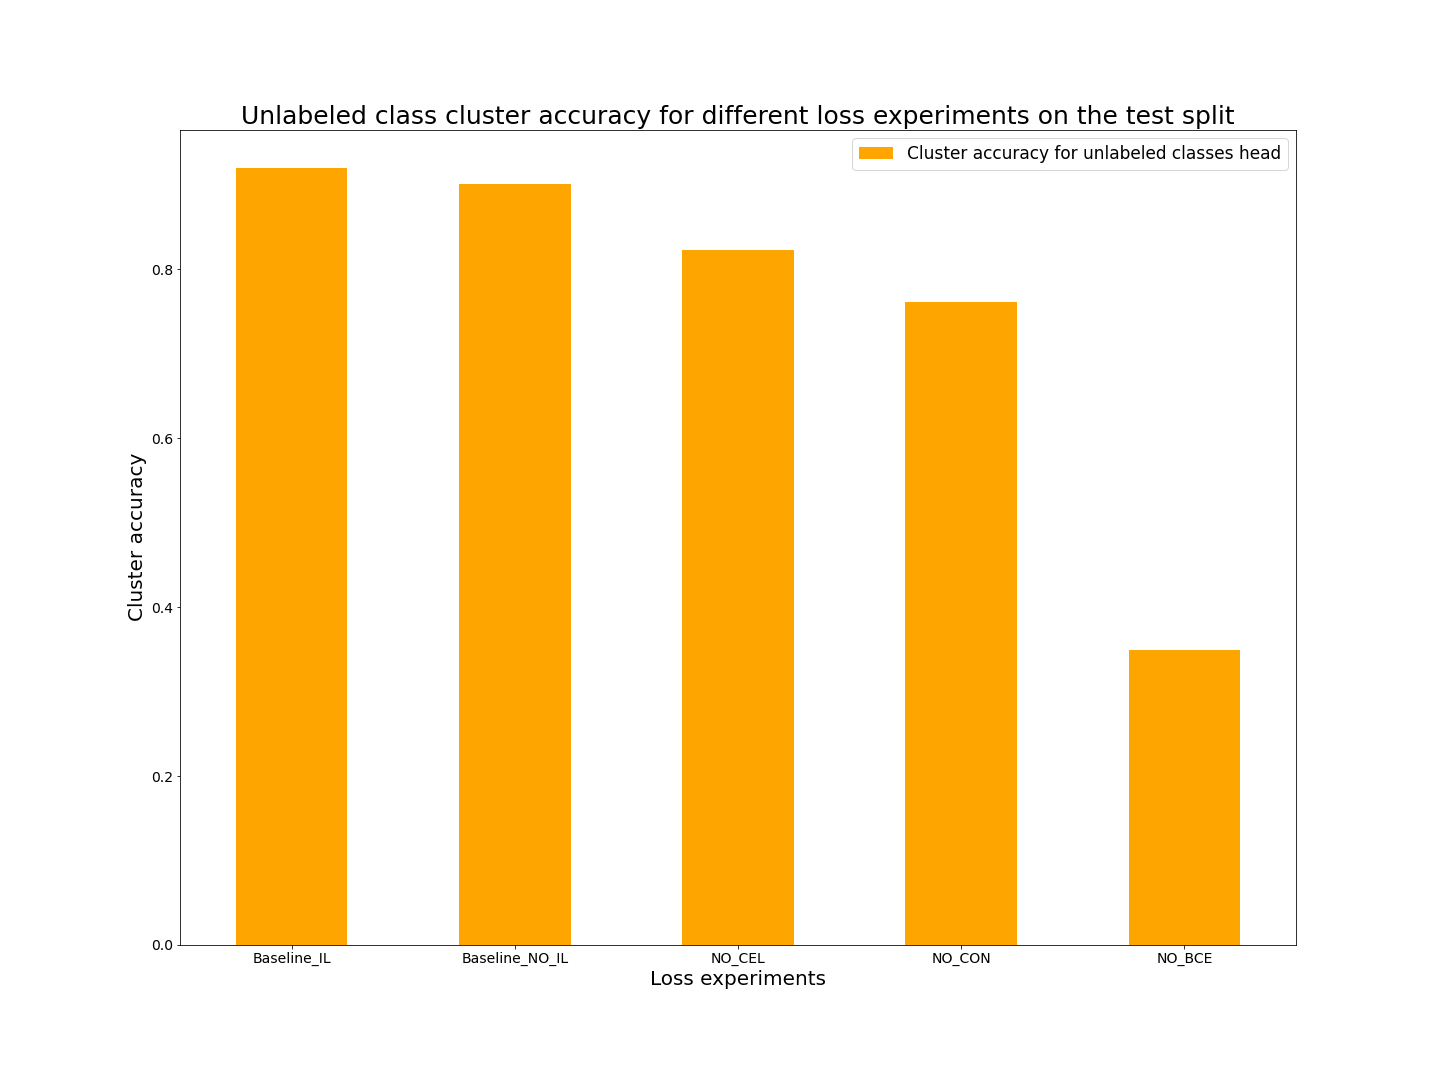 Unlabeled class cluster accuracy for different loss experiments on the test split
Cluster accuracy for unlabeled classes head
Cluster accuracy
0.8
0.6
0.4
0.2
0.0
Baseline_IL
Baseline_NO_IL
NO_CEL
NO_CON
NO_BCE
Loss experiments